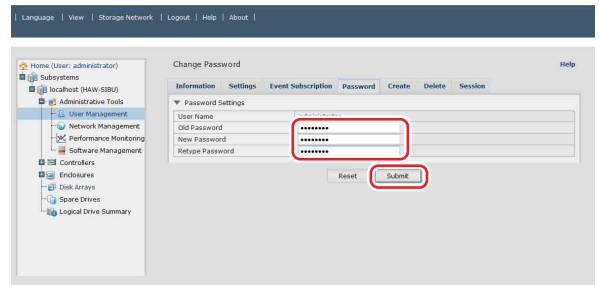 | Language | View | Storage Network | Logout | Help | About |
Home (User: administrator)
Subsystems
localhost (HAW-SIBU)
Administrative Tools
User Management
Network Management
Performance Monitoring
Software Management
Controllers
Enclosures
Disk Arrays
Spare Drives
Logical Drive Summary
Change Password
Help
Information Settings Event Subscription Password Create Delete Session
Password Settings
User Name administrator
Old Password ••••••••
New Password ••••••••
Retype Password ••••••••
Reset Submit